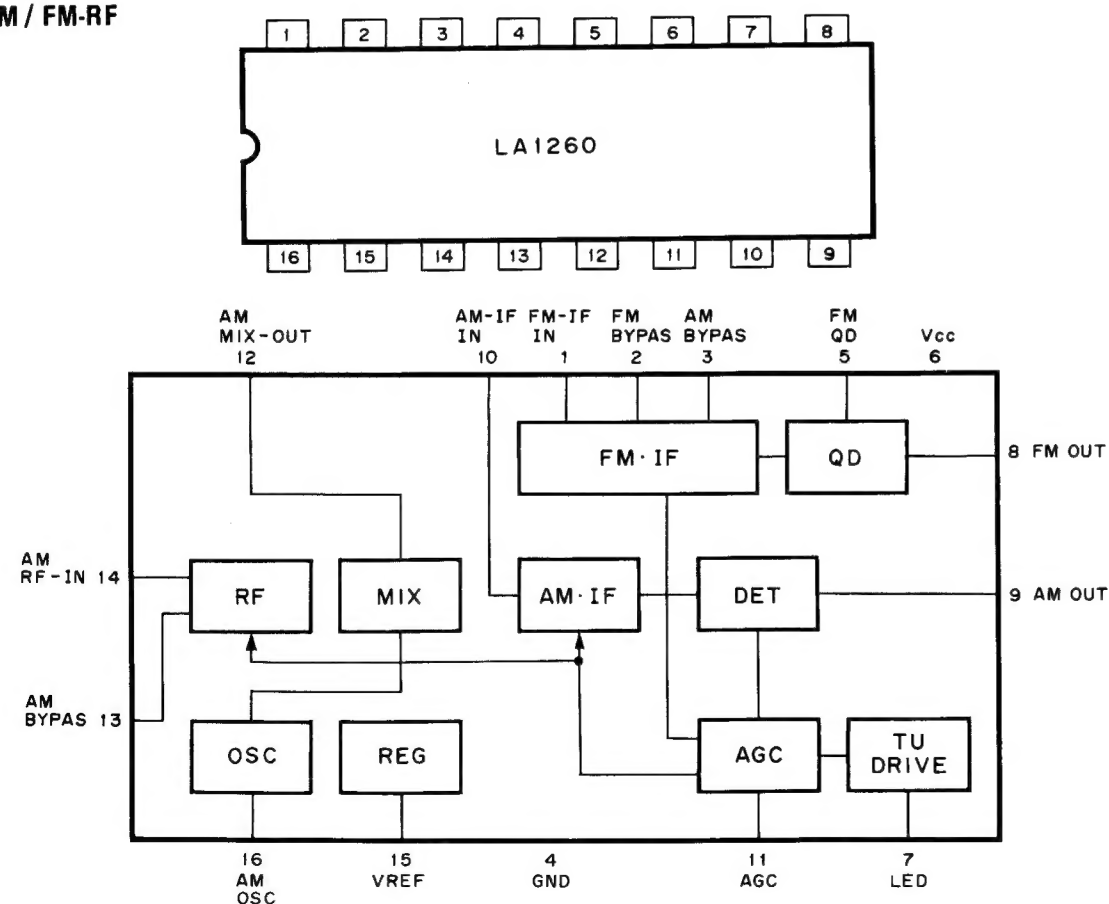 M / FM-RF
1 2 3 4 5 6 7 8
LA1260
16 15 14 13 12 11 10 9
AM
MIX-OUT
12
AM-IF
IN
10
FM-IF
IN
1
FM
BYPAS
2
AM
BYPAS
3
FM
QD
5
Vcc
6
FM·IF
QD
8 FM OUT
AM
RF-IN 14
RF
MIX
AM·IF
DET
9 AM OUT
AM
BYPAS 13
OSC
REG
AGC
TU
DRIVE
16
AM
OSC
15
VREF
4
GND
11
AGC
7
LED